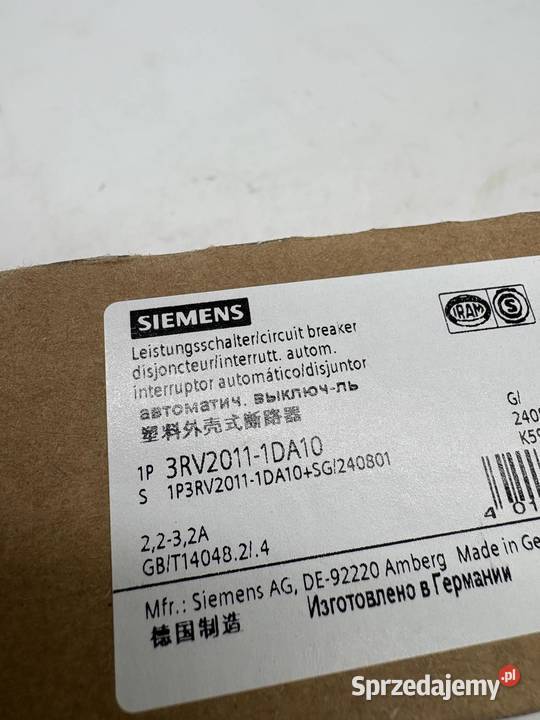 SIEMENS
IRAM S
Leistungsschalter/circuit breaker
disjoncteur/interrutt. autom.
interruptor automático/disjuntor
автоматич. выключ-ль
塑料外壳式断路器
G/
1P 3RV2011-1DA10
S 1P3RV2011-1DA10+SG/240801
2,2-3,2A
GB/T14048.2/.4
Mfr.: Siemens AG, DE-92220 Amberg Made in Ge
德国制造 Изготовлено в Германии
Sprzedajemy.pl